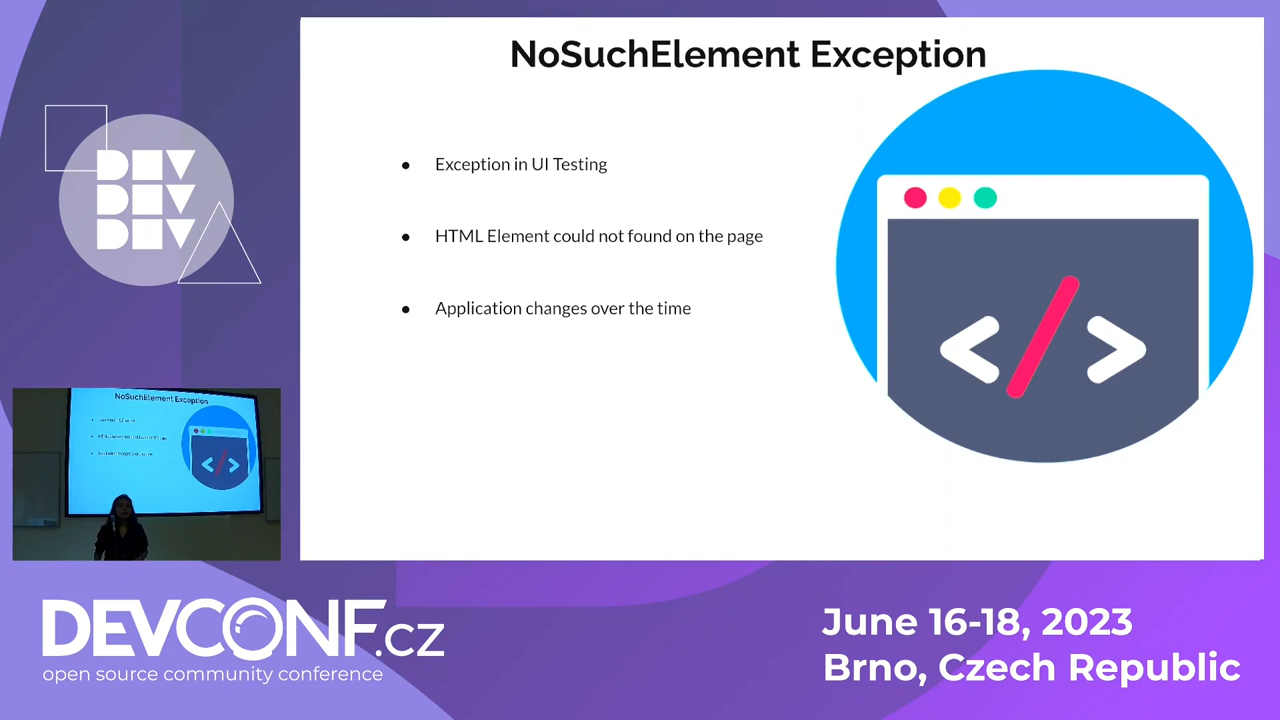 NoSuchElement Exception
● Exception in UI Testing
● HTML Element could not found on the page
● Application changes over the time
DEV
DEV
DEV
NoSuchElement Exception
DEVCONF.cz
open source community conference
June 16-18, 2023
Brno, Czech Republic